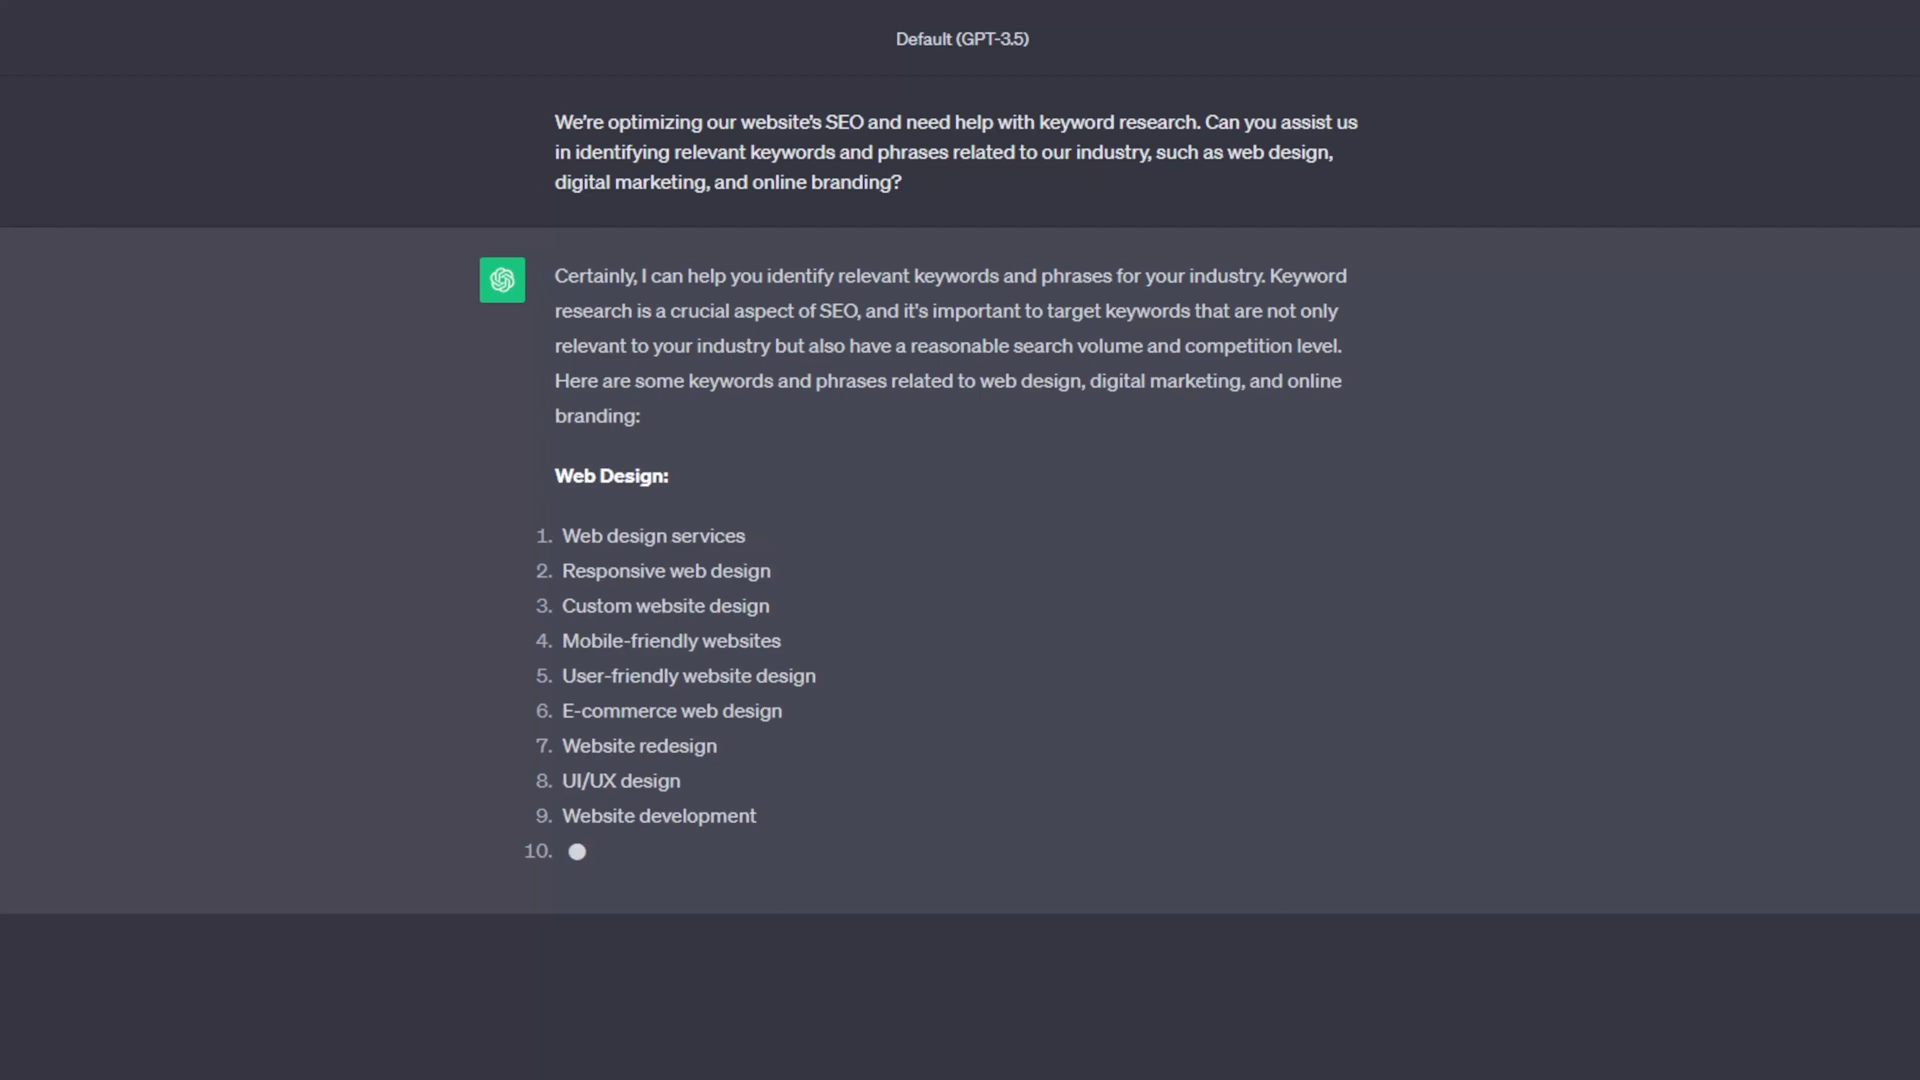 Default (GPT-3.5)
We're optimizing our website's SEO and need help with keyword research. Can you assist us
in identifying relevant keywords and phrases related to our industry, such as web design,
digital marketing, and online branding?
Certainly, I can help you identify relevant keywords and phrases for your industry. Keyword
research is a crucial aspect of SEO, and it's important to target keywords that are not only
relevant to your industry but also have a reasonable search volume and competition level.
Here are some keywords and phrases related to web design, digital marketing, and online
branding:
Web Design:
1. Web design services
2. Responsive web design
3. Custom website design
4. Mobile-friendly websites
5. User-friendly website design
6. E-commerce web design
7. Website redesign
8. UI/UX design
9. Website development
10.